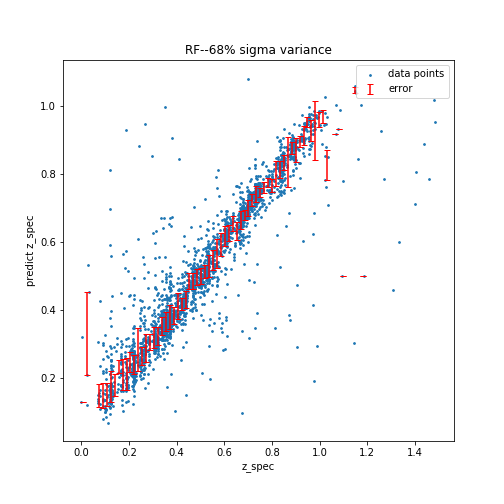 RF--68% sigma variance
data points
error
1.0
0.8
0.6
0.4
0.2
predict z_spec
0.0 0.2 0.4 0.6 0.8 1.0 1.2 1.4
z_spec